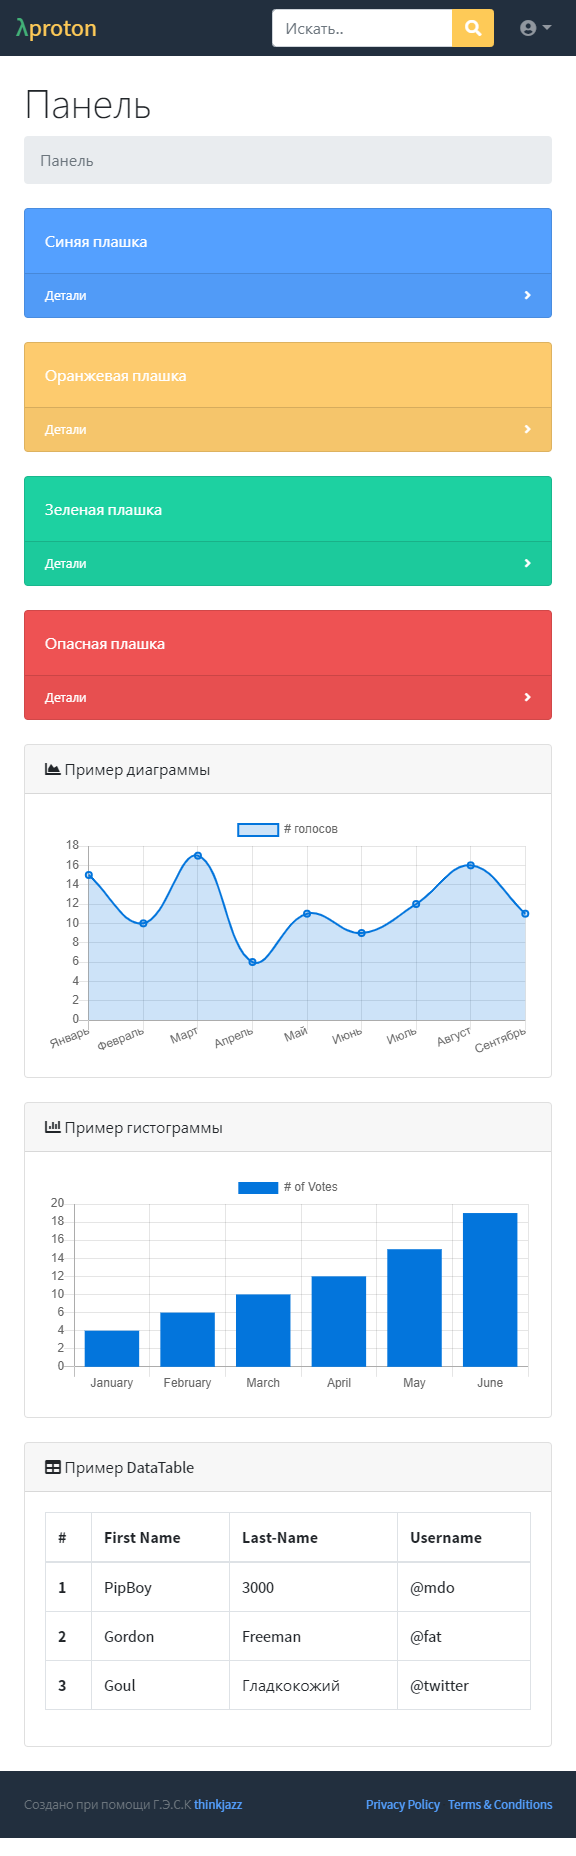 λproton
Искать..
Панель
Панель
Синяя плашка
Детали
Оранжевая плашка
Детали
Зеленая плашка
Детали
Опасная плашка
Детали
Пример диаграммы
# голосов
18
16
14
12
10
8
6
4
2
0
Январь Февраль Март Апрель Май Июнь Июль Август Сентябрь
Пример гистограммы
# of Votes
20
18
16
14
12
10
8
6
4
2
0
January February March April May June
Пример DataTable
# First Name Last-Name Username
1 PipBoy 3000 @mdo
2 Gordon Freeman @fat
3 Goul Гладкокожий @twitter
Создано при помощи Г.Э.С.К thinkjazz Privacy Policy Terms & Conditions